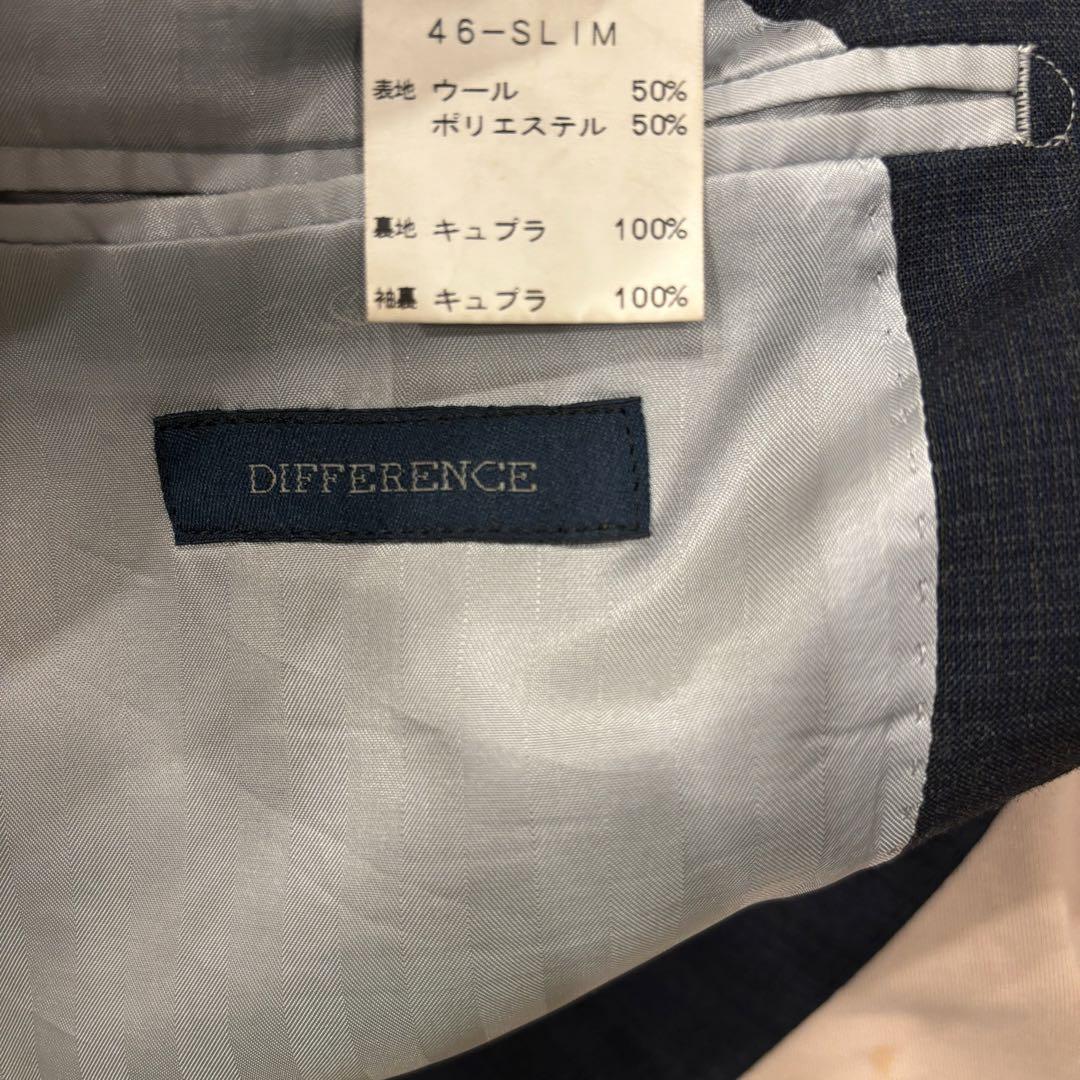 46-SLIM
表地 ウール 50%
ポリエステル 50%
裏地 キュプラ 100%
袖裏 キュプラ 100%
DIFFERENCE